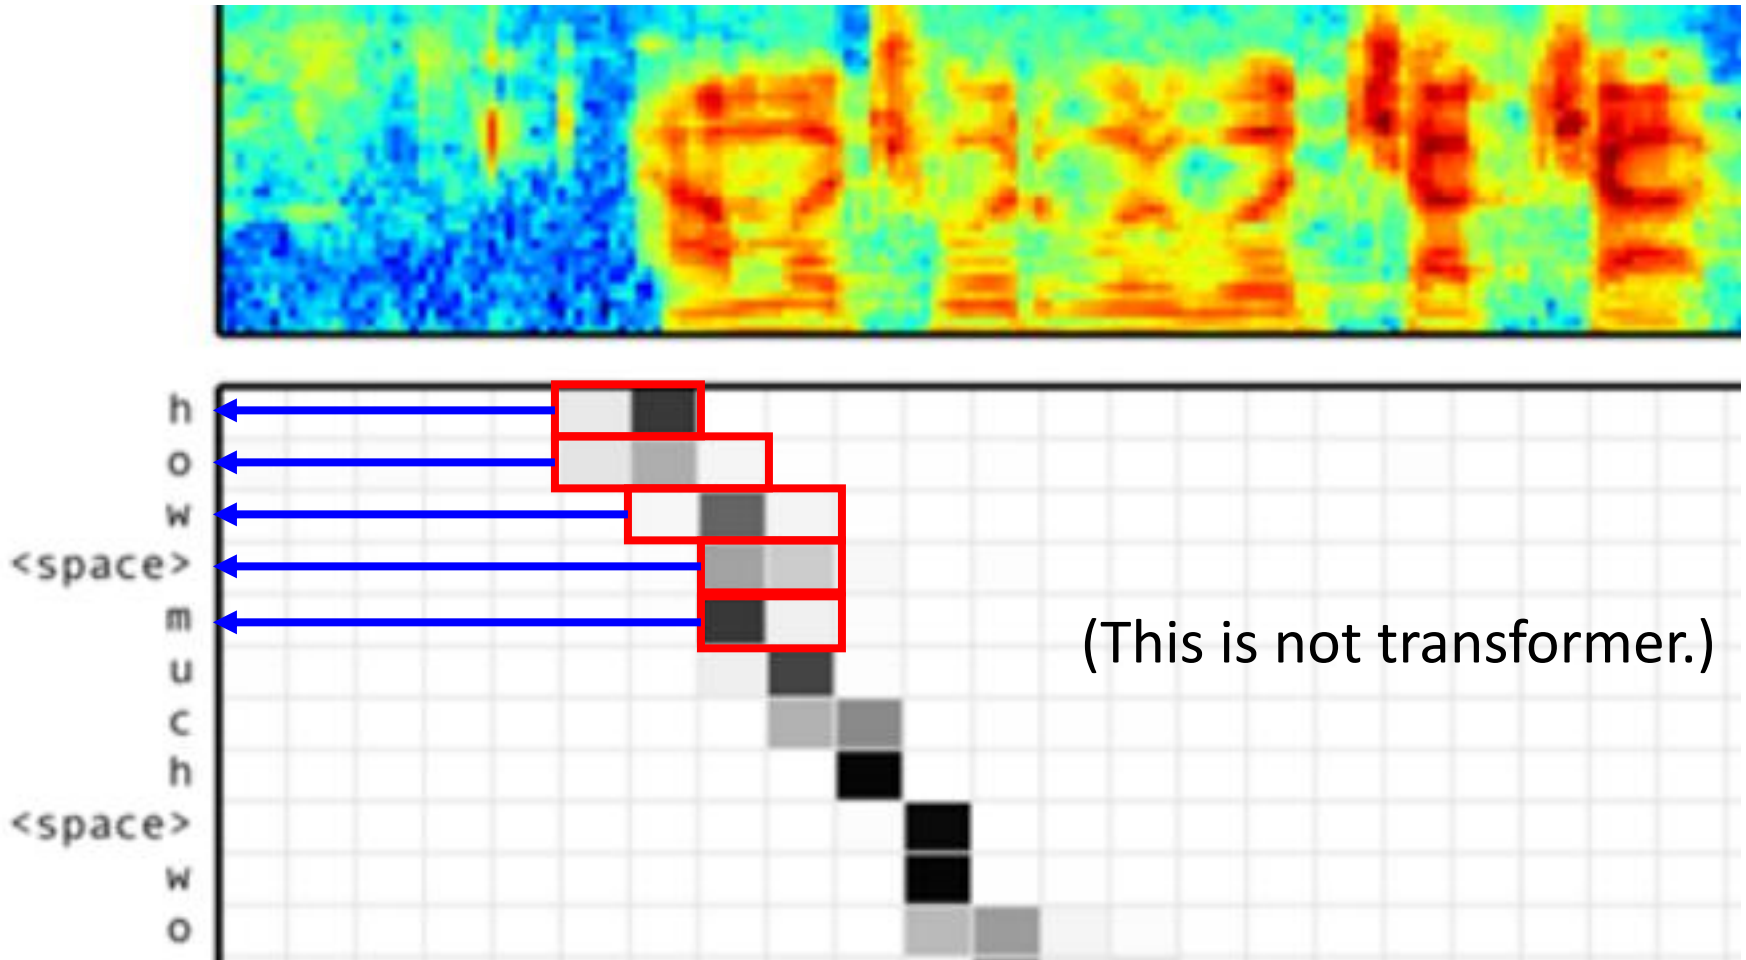 h
o
w
<space>
m
(This is not transformer.)
u
c
h
<space>
w
o